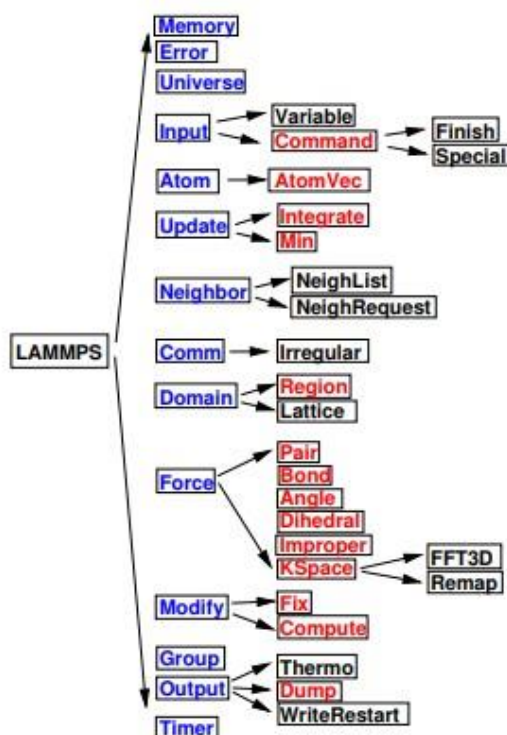 Memory
Error
Universe
Variable
Input
Command
Finish
Special
Atom
AtomVec
Update
Integrate
Min
Neighbor
NeighList
NeighRequest
LAMMPS
Comm
Irregular
Domain
Region
Lattice
Force
Pair
Bond
Angle
Dihedral
Improper
KSpace
FFT3D
Remap
Modify
Fix
Compute
Group
Output
Thermo
Dump
WriteRestart
Timer